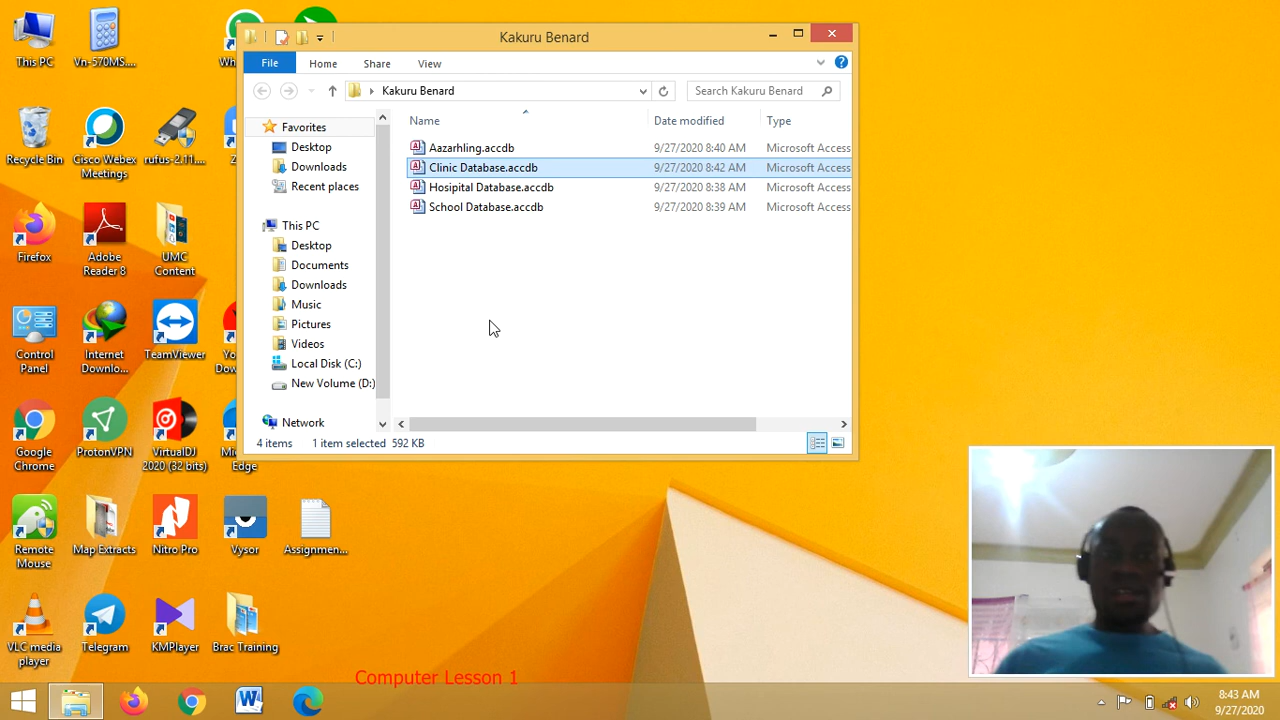 This PC
Vn-570MS....
Wh
Kakuru Benard
File
Home
Share
View
Kakuru Benard
Search Kakuru Benard
Name
Date modified
Type
Favorites
Desktop
Downloads
Recent places
This PC
Desktop
Documents
Downloads
Music
Pictures
Videos
Local Disk (C:)
New Volume (D:)
Network
Aazarhling.accdb 9/27/2020 8:40 AM Microsoft Access
Clinic Database.accdb 9/27/2020 8:42 AM Microsoft Access
Hosipital Database.accdb 9/27/2020 8:38 AM Microsoft Access
School Database.accdb 9/27/2020 8:39 AM Microsoft Access
4 items 1 item selected 592 KB
Recycle Bin
Cisco Webex
Meetings
rufus-2.11....
Z
Firefox
Adobe
Reader 8
UMC
Content
Control
Panel
Internet
Downlo...
TeamViewer
Yo
Dow
Google
Chrome
ProtonVPN
VirtualDJ
2020 (32 bits)
Mic
Edge
Remote
Mouse
Map Extracts
Nitro Pro
Vysor
Assignmen...
VLC media
player
Telegram
KMPlayer
Brac Training
Computer Lesson 1
8:43 AM
9/27/2020